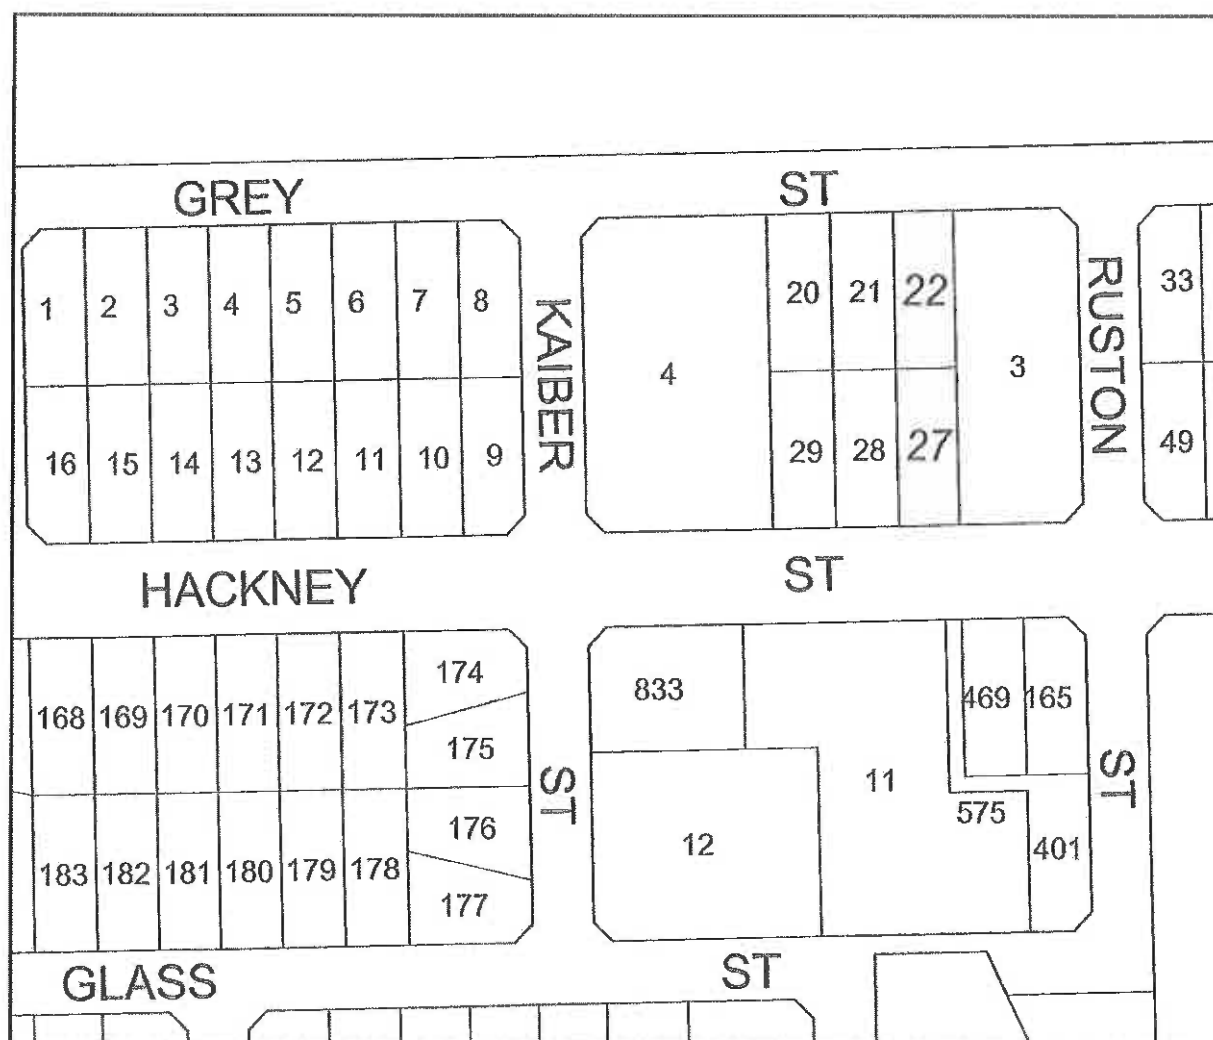 GREY ST
1 2 3 4 5 6 7 8
20 21 22
33
KAIBER
RUSTON
4
3
16 15 14 13 12 11 10 9
29 28 27
49
HACKNEY ST
174
833
469 165
168 169 170 171 172 173
175
ST
11
ST
575
176
12
401
183 182 181 180 179 178
177
GLASS ST